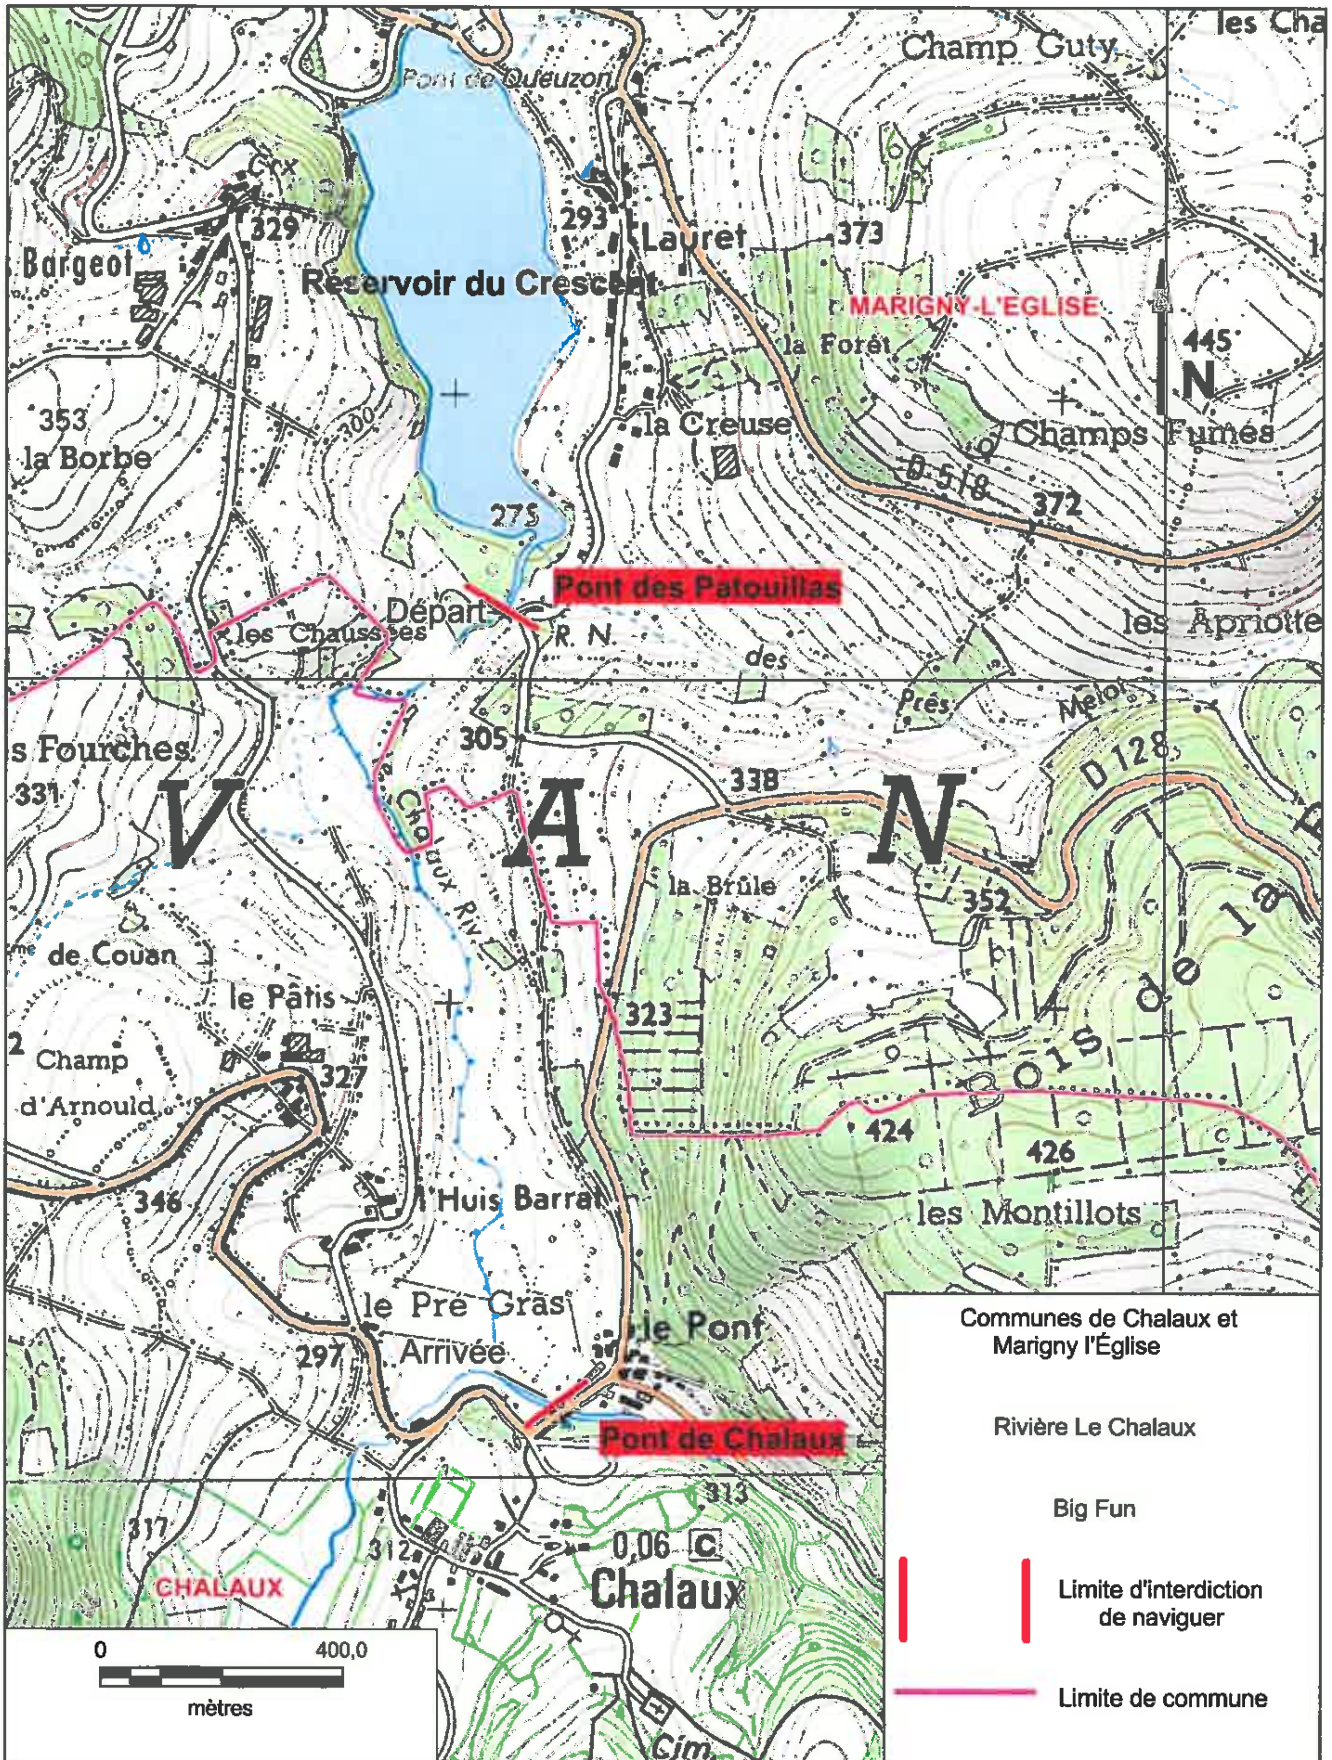 les Cha
Champ Guty
Pont de Queuzon
Crx
329
293
Lauret
373
Bargeot
Reservoir du Crescent
MARIGNY-L'EGLISE
la Forêt
445
N
353
la Borbe
300
la Creuse
Champs Fumés
D 518
372
275
Pont des Patouillas
Départ
les Chaussées
R. N.
les Apriotte
des
Prés
Mélot
305
s Fourches
331
338
D 128
V A N
Chalaux Riv.
la Brûle
352
me de Couan
le Pâtis
323
Bois de la
2
Champ
d'Arnould
327
424
426
346
l'Huis Barrat
les Montillots
le Pré Gras
le Pont
297
Arrivée
Pont de Chalaux
313
317
312
0,06 C
CHALAUX
Chalaux
Cim.
0 400,0
mètres
Communes de Chalaux et
Marigny l'Église
Rivière Le Chalaux
Big Fun
Limite d'interdiction
de naviguer
Limite de commune